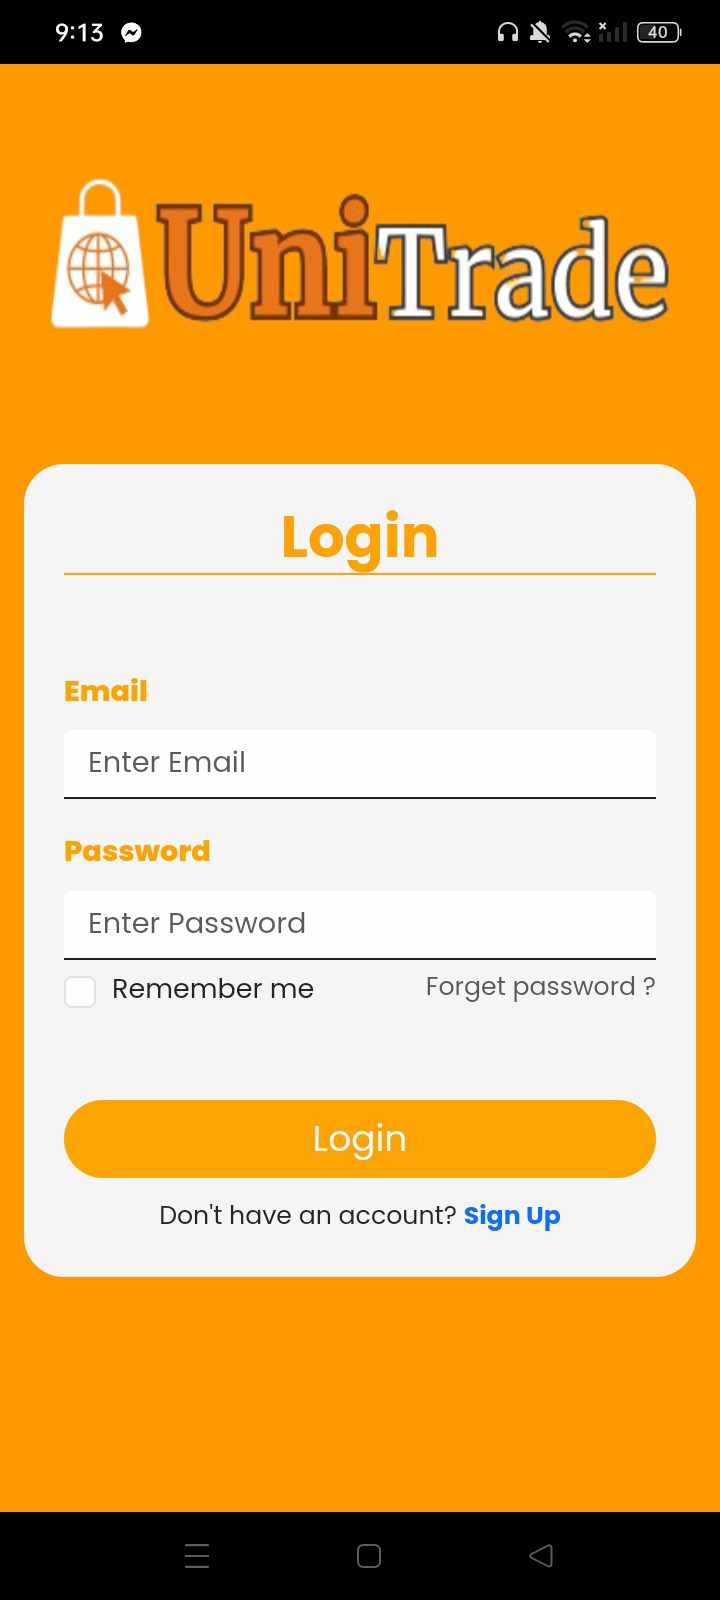 9:13
40
UniTrade
Login
Email
Enter Email
Password
Enter Password
Remember me Forget password ?
Login
Don't have an account? Sign Up